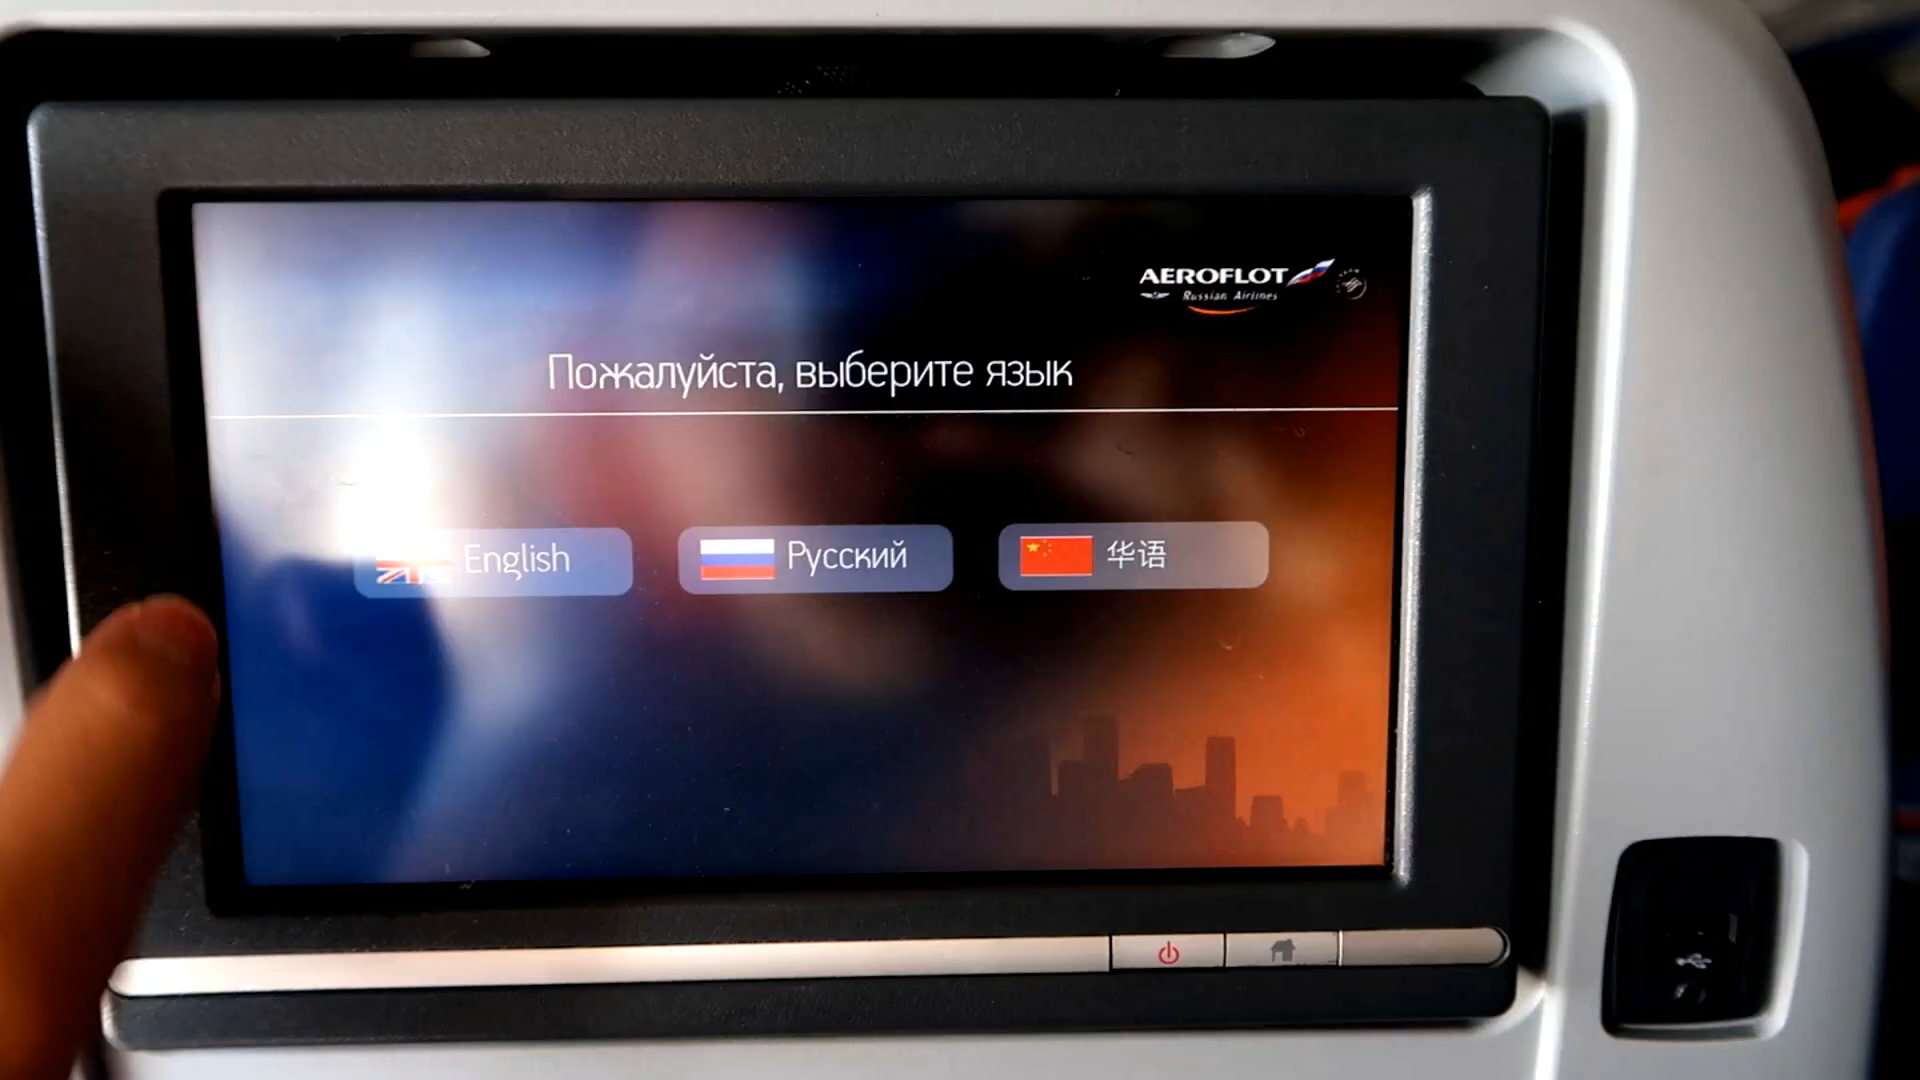 AEROFLOT
Russian Airlines
Пожалуйста, выберите язык
English
Русский
华语